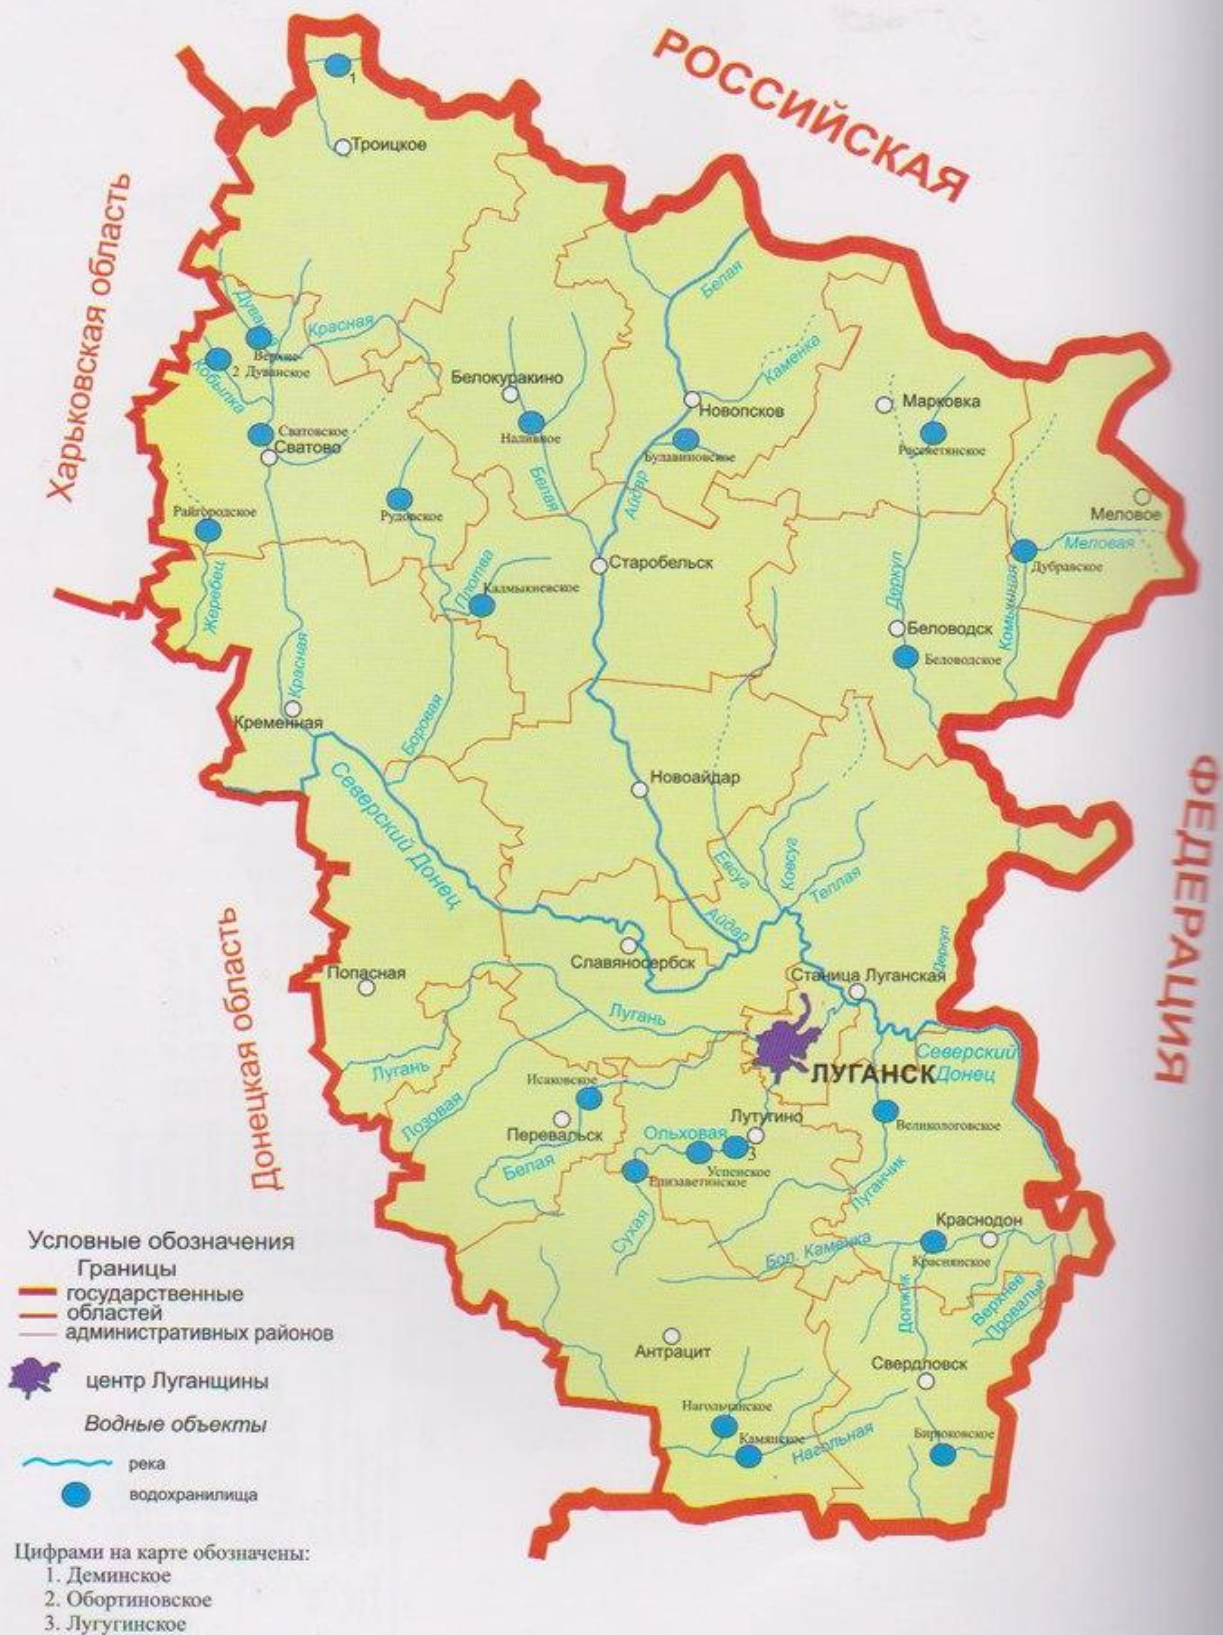 РОССИЙСКАЯ
ФЕДЕРАЦИЯ
Харьковская область
Донецкая область
1
Троицкое
Белая
Красная
Верхне-
2 Дуванское
Кобылка
Каменка
Белокуракино
Новопсков
Марковка
Сватовское
Сватово
Наливное
Булавиновское
Белая
Айдар
Меловое
Меловая
Райгородское
Рудовское
Старобельск
Дубравское
Плотва
Калмыкиевское
Деркул
Жеребец
Беловодск
Беловодское
Красная
Кременная
Боровая
Северский Донец
Новоайдар
Евсуг
Ковсуг
Теплая
Айдар
Деркул
Славяносербск
Попасная
Станица Луганская
Лугань
Лугань
ЛУГАНСК
Северский
Донец
Исаковское
Лозовая
Перевальск
Белая
Лутугино
Ольховая
3
Успенское
Елизаветинское
Великологовское
Сухая
Луганчик
Краснодон
Бол. Каменка
Краснянское
Должик
Верхнее
Провалье
Антрацит
Свердловск
Нагольчанское
Камянское
Нагольная
Бирюковское
Условные обозначения
Границы
государственные
областей
административных районов
центр Луганщины
Водные объекты
река
водохранилища
Цифрами на карте обозначены:
1. Деминское
2. Обортиновское
3. Лугугинское